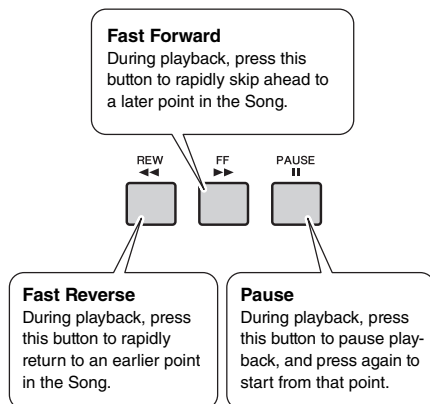 Fast Forward
During playback, press this
button to rapidly skip ahead to
a later point in the Song.
REW
FF
PAUSE
Fast Reverse
During playback, press
this button to rapidly
return to an earlier point
in the Song.
Pause
During playback, press
this button to pause play-
back, and press again to
start from that point.